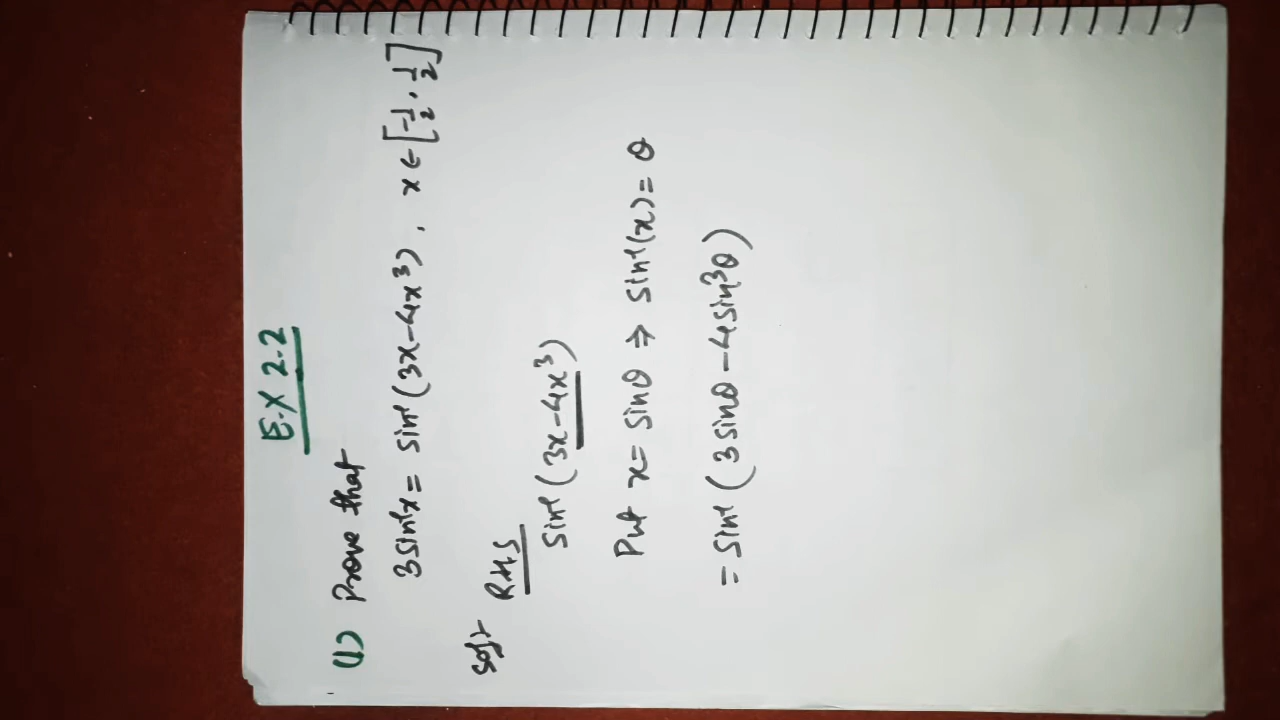 E.X 2.2
(1) Prove that
3sin⁻¹x = sin⁻¹(3x-4x³), x∈[-1/2, 1/2]
Sol:- RHS
sin⁻¹(3x-4x³)
Put x = sinθ ⇒ sin⁻¹(x) = θ
= sin⁻¹(3sinθ - 4sin³θ)